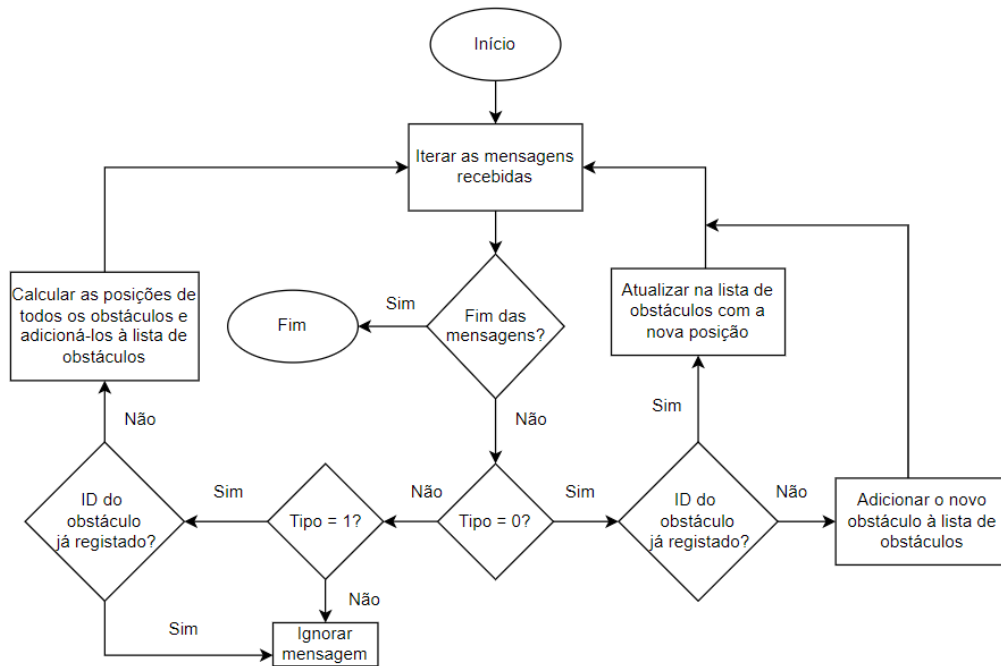 Início
Iterar as mensagens
recebidas
Calcular as posições de
todos os obstáculos e
adicioná-los à lista de
obstáculos
Fim
Sim
Fim das
mensagens?
Atualizar na lista de
obstáculos com a
nova posição
Não
Não
Sim
ID do
obstáculo
já registado?
Sim
Tipo = 1?
Não
Tipo = 0?
Sim
ID do
obstáculo
já registado?
Não
Adicionar o novo
obstáculo à lista de
obstáculos
Sim
Não
Ignorar
mensagem